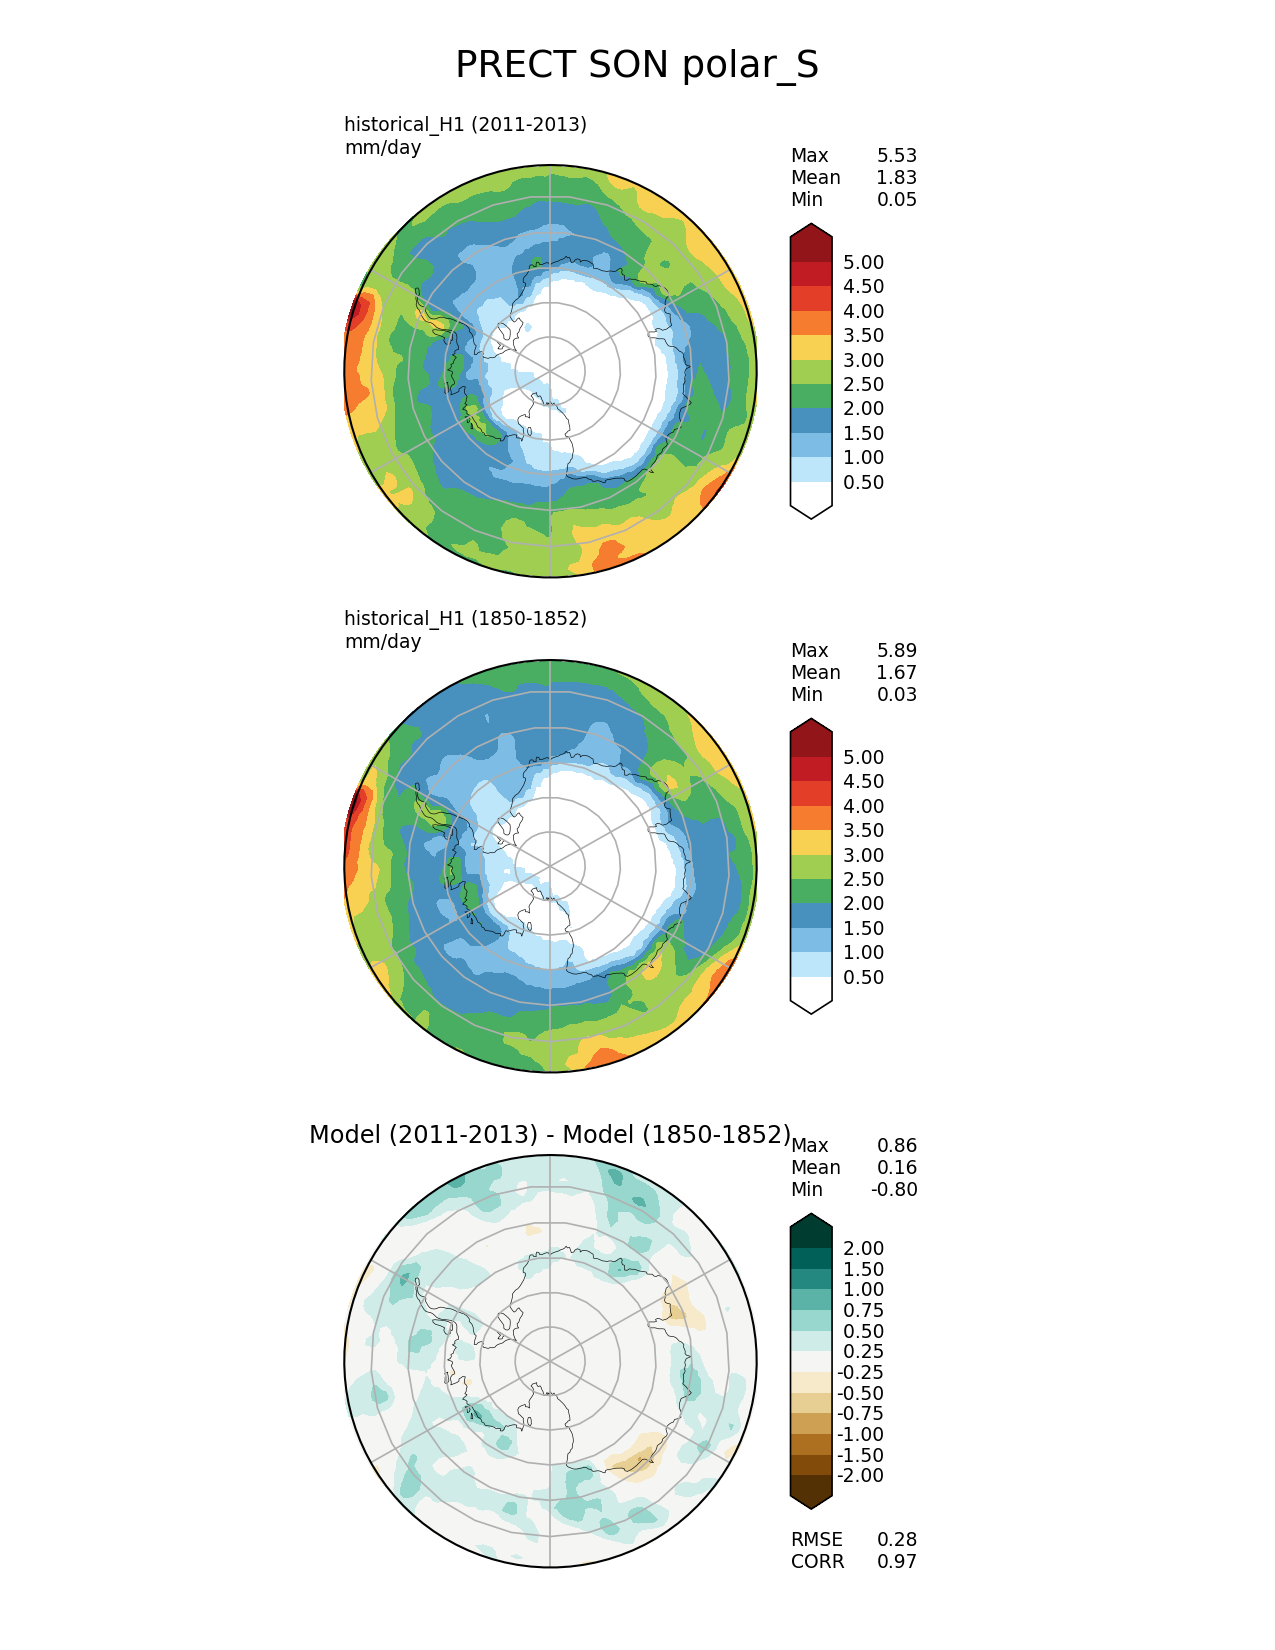 PRECT SON polar_S
historical_H1 (2011-2013)
mm/day
Max 5.53
Mean 1.83
Min 0.05
5.00
4.50
4.00
3.50
3.00
2.50
2.00
1.50
1.00
0.50
historical_H1 (1850-1852)
mm/day
Max 5.89
Mean 1.67
Min 0.03
5.00
4.50
4.00
3.50
3.00
2.50
2.00
1.50
1.00
0.50
Model (2011-2013) - Model (1850-1852)
Max 0.86
Mean 0.16
Min -0.80
2.00
1.50
1.00
0.75
0.50
0.25
-0.25
-0.50
-0.75
-1.00
-1.50
-2.00
RMSE 0.28
CORR 0.97